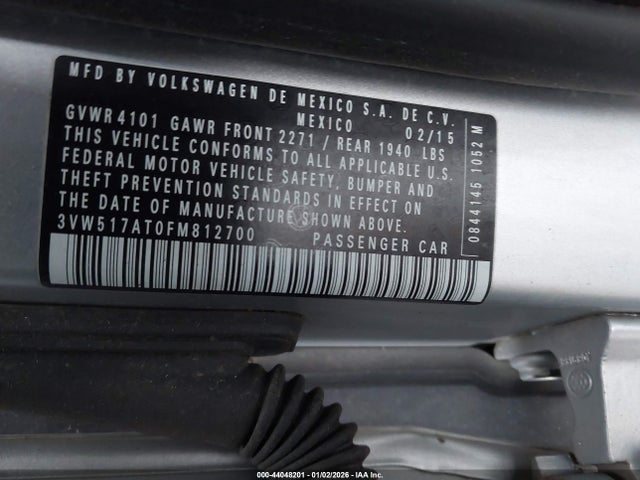 MFD BY VOLKSWAGEN DE MEXICO S.A. DE C.V.
MEXICO 02/15
GVWR 4101 GAWR FRONT 2271 / REAR 1940 LBS
THIS VEHICLE CONFORMS TO ALL APPLICABLE U.S.
FEDERAL MOTOR VEHICLE SAFETY, BUMPER AND
THEFT PREVENTION STANDARDS IN EFFECT ON
THE DATE OF MANUFACTURE SHOWN ABOVE.
3VW517AT0FM812700 PASSENGER CAR
0844145 1052 M
000-44048201 - 01/02/2026 - IAA Inc.